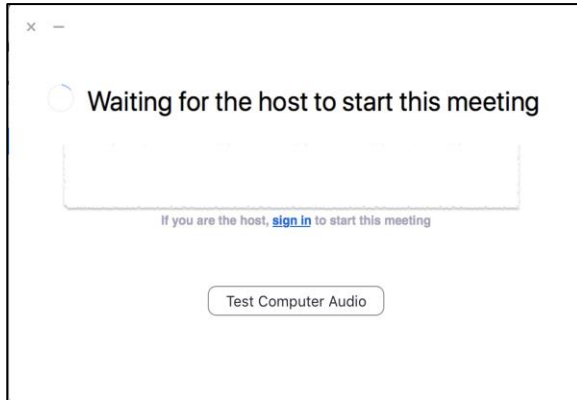 Waiting for the host to start this meeting
If you are the host, sign in to start this meeting
Test Computer Audio